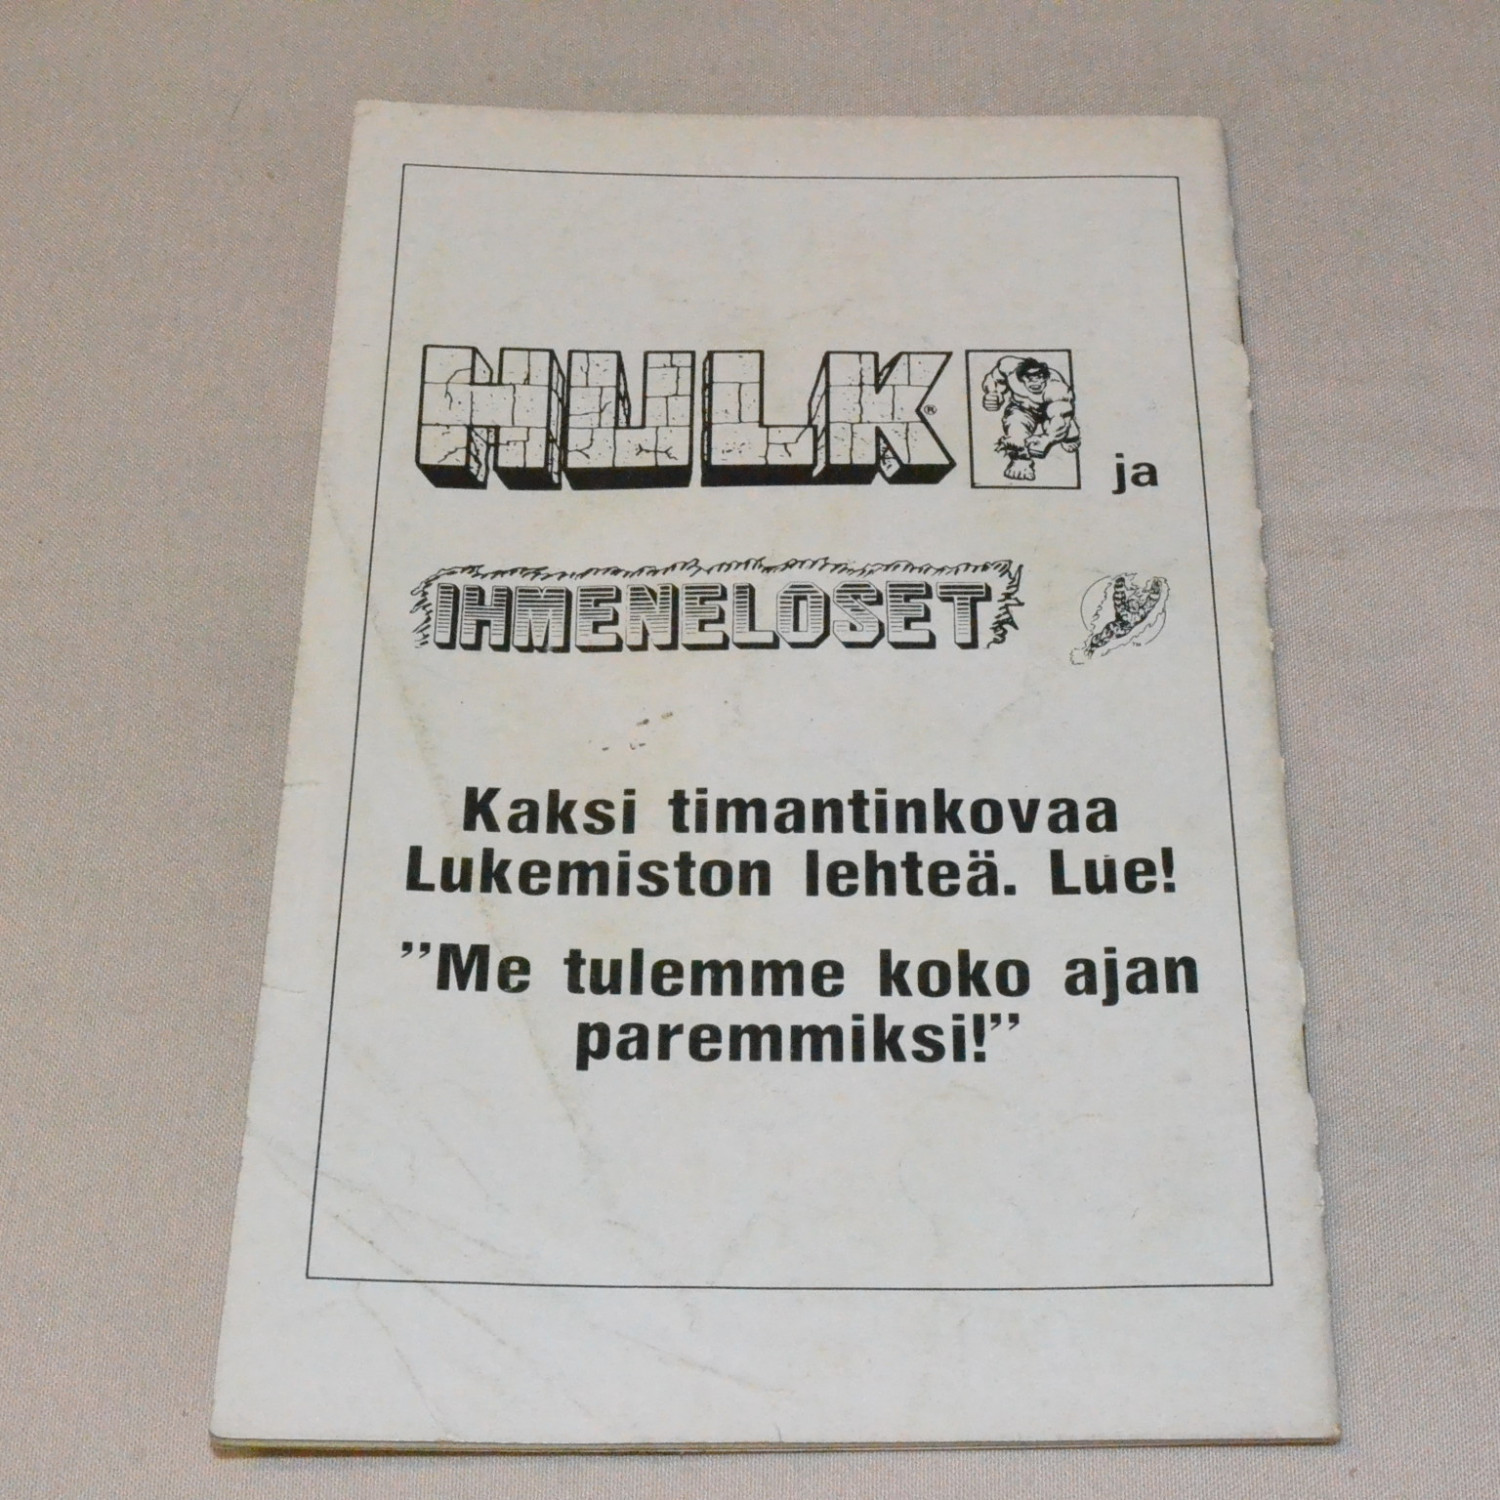 HULK® ja
IHMENELOSET
Kaksi timantinkovaa
Lukemiston lehteä. Lue!
”Me tulemme koko ajan
paremmiksi!”